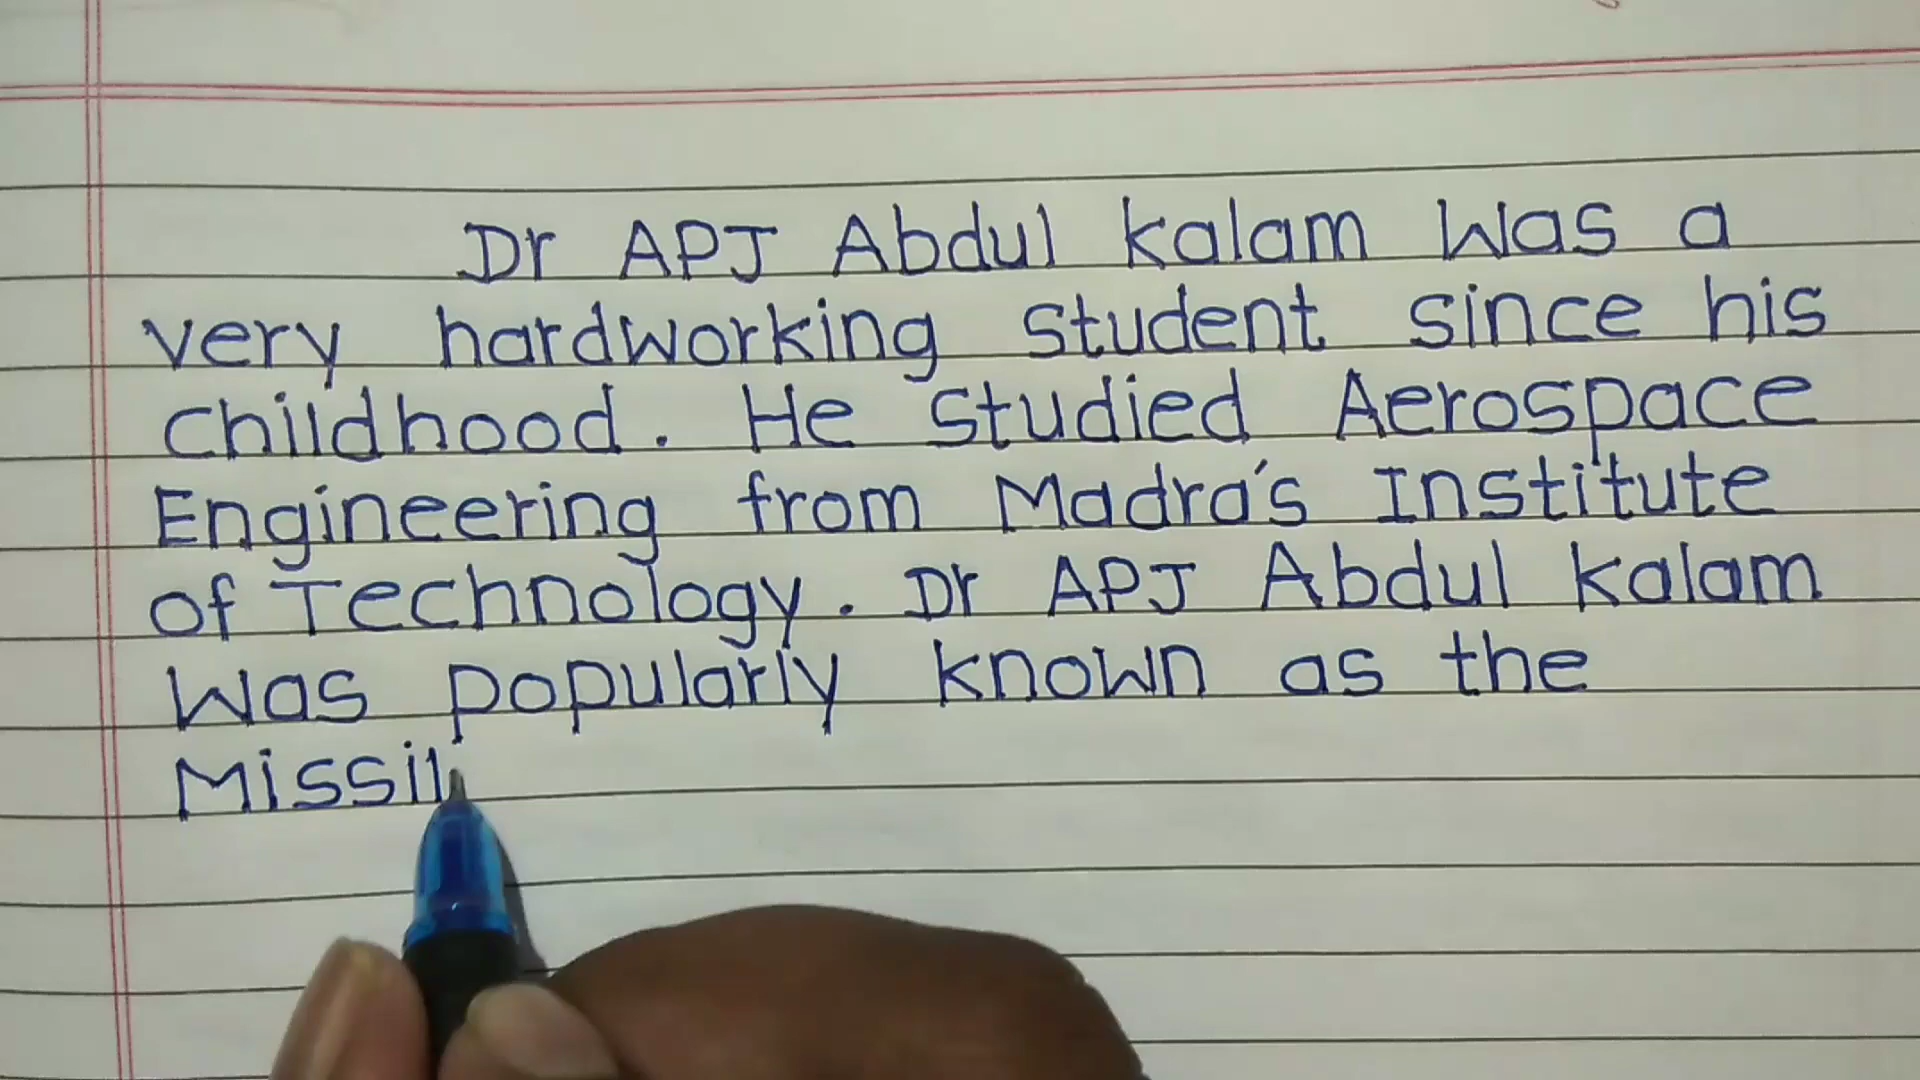 Dr APJ Abdul Kalam Was a
very hardworking student since his
childhood. He studied Aerospace
Engineering from Madra's Institute
of Technology. Dr APJ Abdul Kalam
Was popularly known as the
Missil